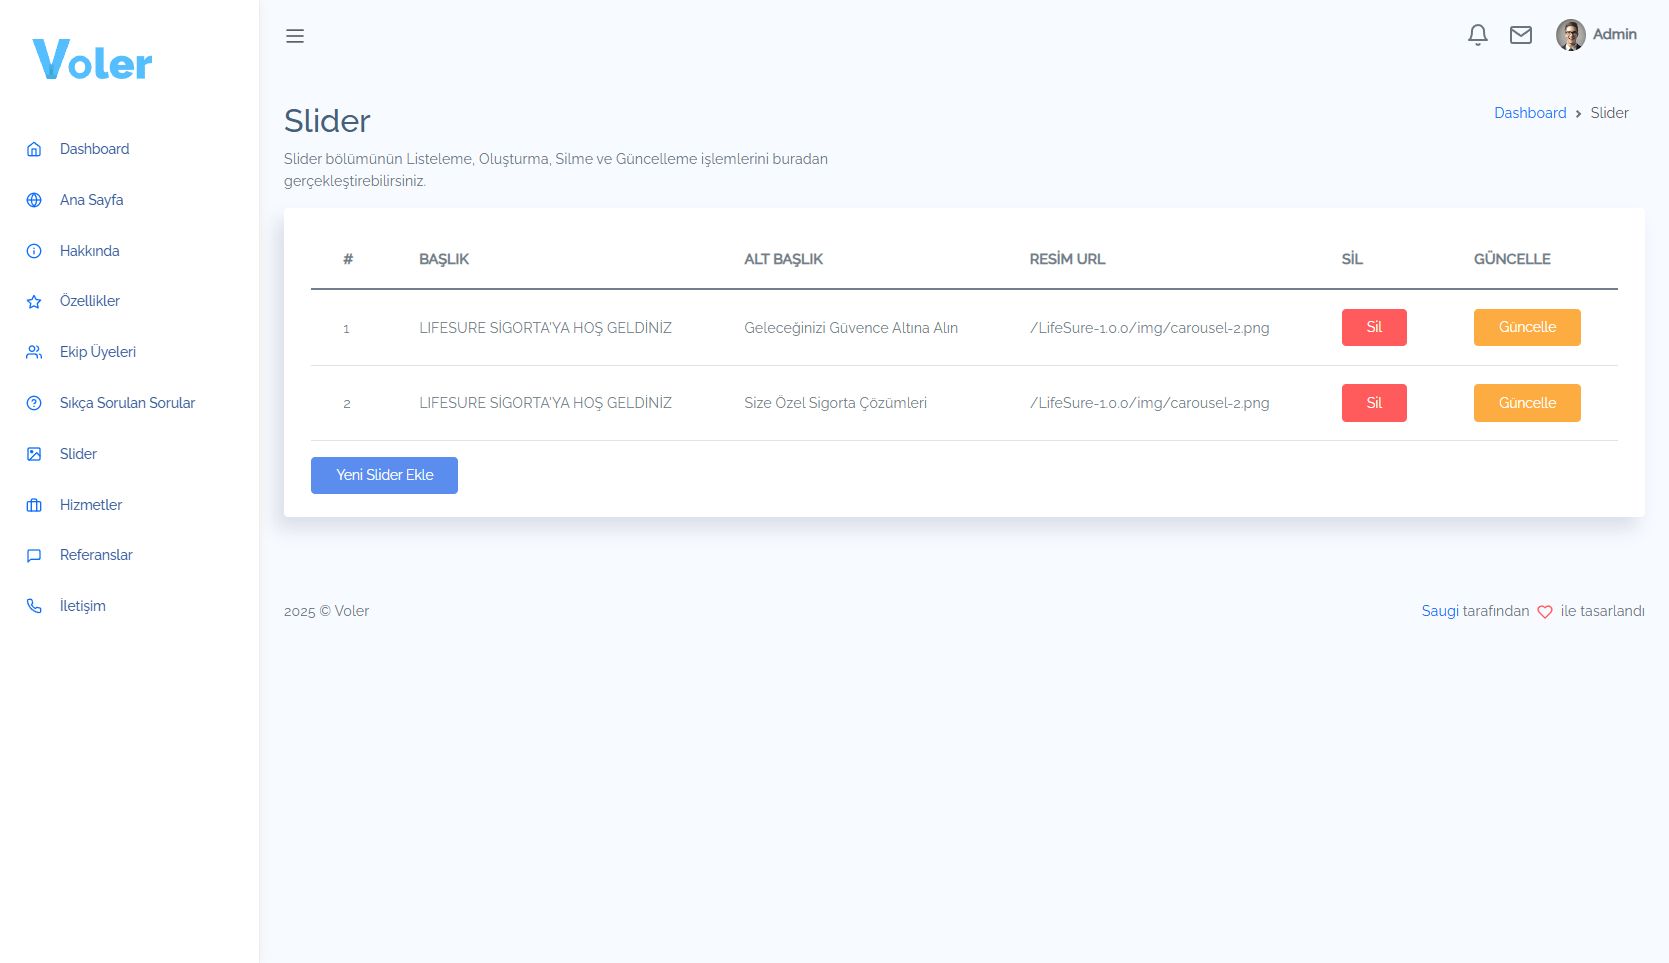 Voler
Admin
Dashboard
Ana Sayfa
Hakkında
Özellikler
Ekip Üyeleri
Sıkça Sorulan Sorular
Slider
Hizmetler
Referanslar
İletişim
Slider
Dashboard > Slider
Slider bölümünün Listeleme, Oluşturma, Silme ve Güncelleme işlemlerini buradan
gerçekleştirebilirsiniz.
# BAŞLIK ALT BAŞLIK RESİM URL SİL GÜNCELLE
1 LIFESURE SİGORTA'YA HOŞ GELDİNİZ Geleceğinizi Güvence Altına Alın /LifeSure-1.0.0/img/carousel-2.png Sil Güncelle
2 LIFESURE SİGORTA'YA HOŞ GELDİNİZ Size Özel Sigorta Çözümleri /LifeSure-1.0.0/img/carousel-2.png Sil Güncelle
Yeni Slider Ekle
2025 © Voler
Saugi tarafından ile tasarlandı